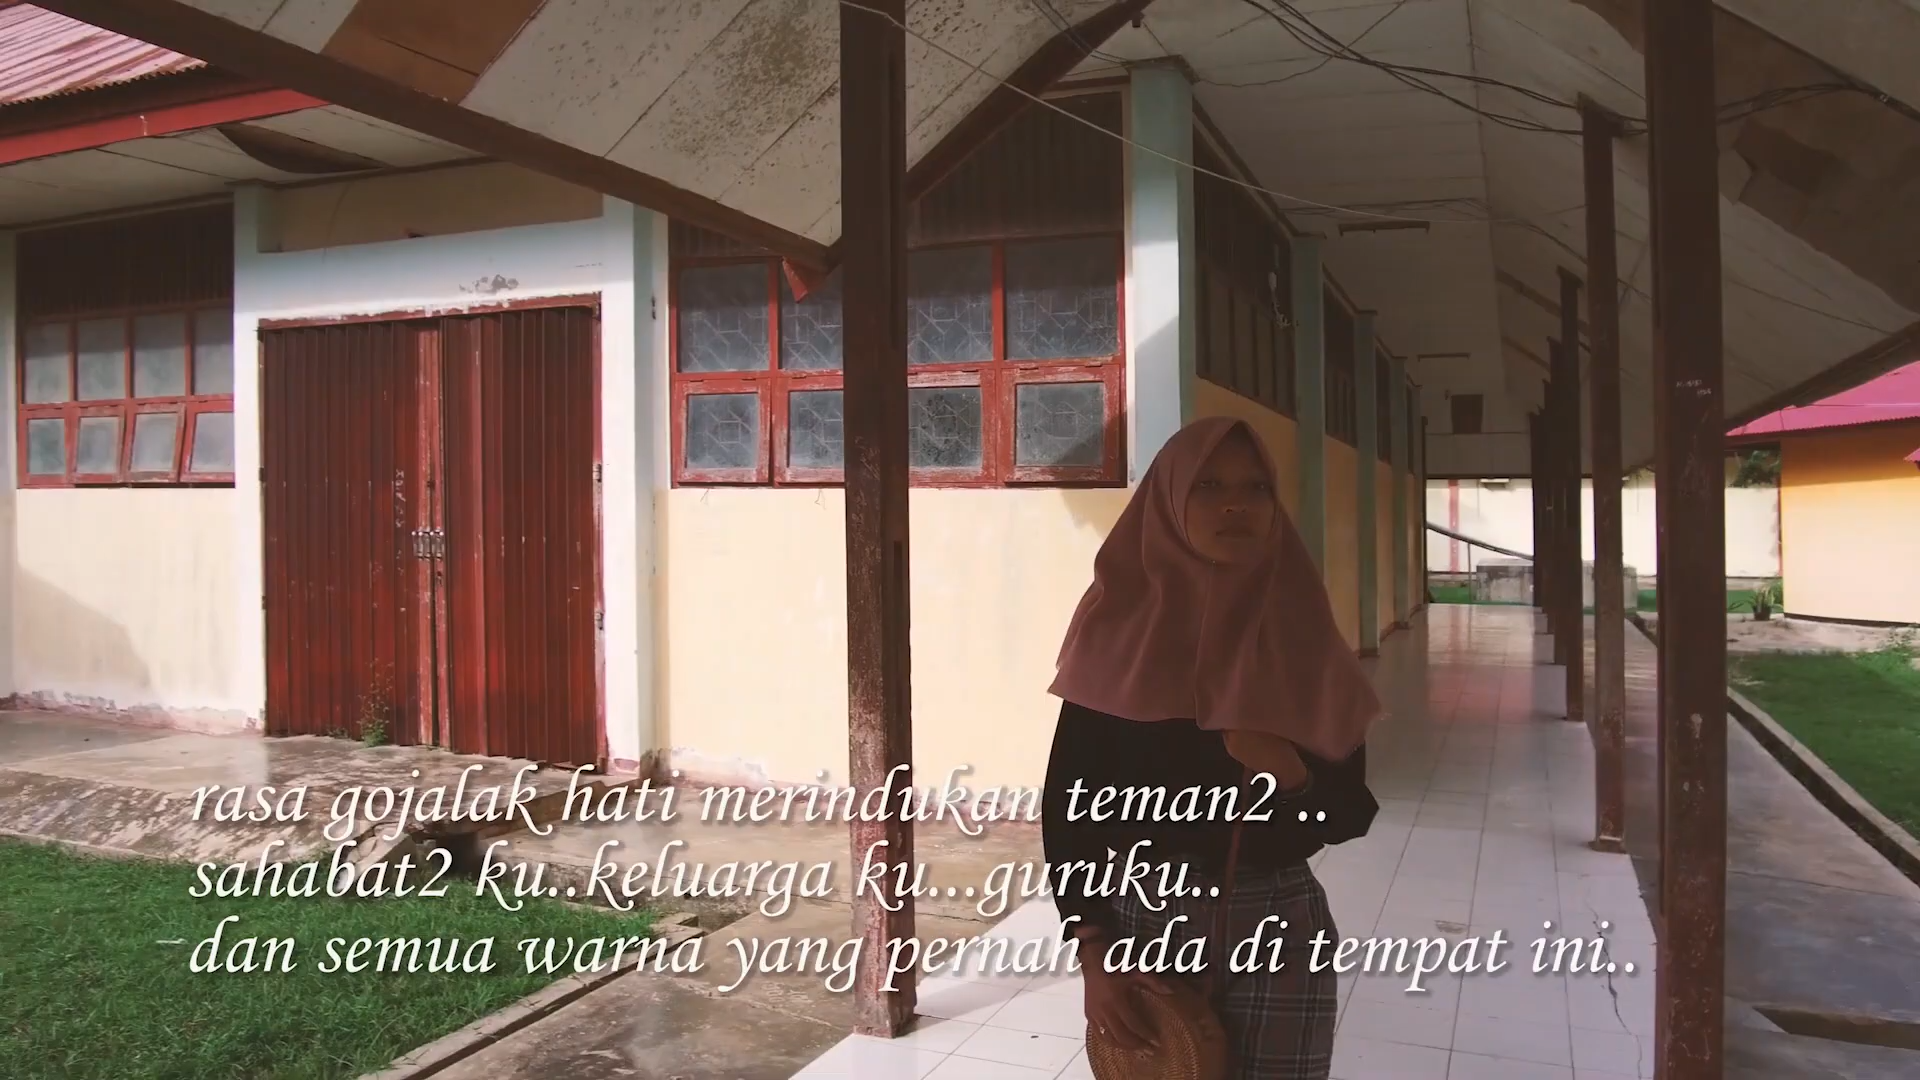 rasa gojalak hati merindukan teman2 ..
sahabat2 ku..keluarga ku...guruku..
dan semua warna yang pernah ada di tempat ini..